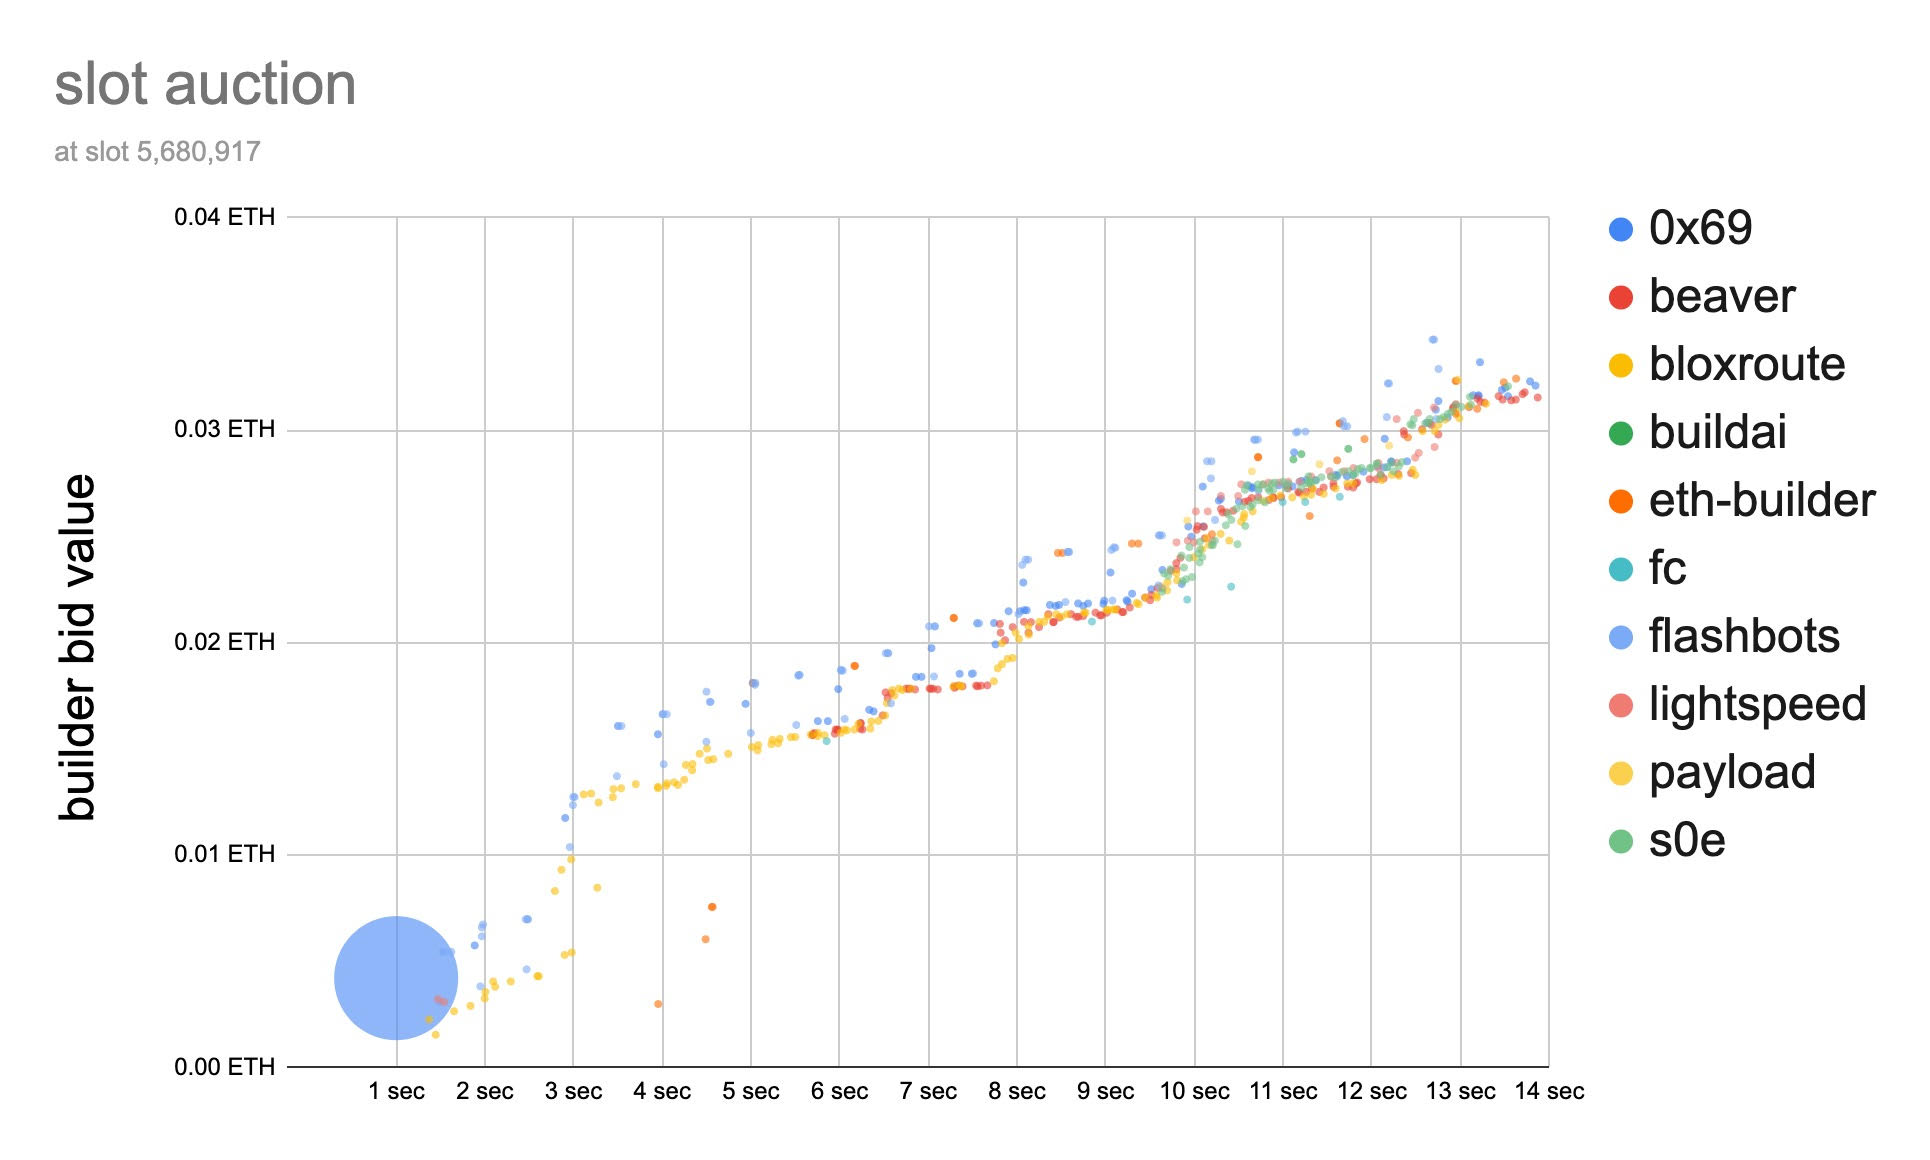 slot auction
at slot 5,680,917
builder bid value
0.04 ETH
0.03 ETH
0.02 ETH
0.01 ETH
0.00 ETH
1 sec 2 sec 3 sec 4 sec 5 sec 6 sec 7 sec 8 sec 9 sec 10 sec 11 sec 12 sec 13 sec 14 sec
0x69
beaver
bloxroute
buildai
eth-builder
fc
flashbots
lightspeed
payload
s0e